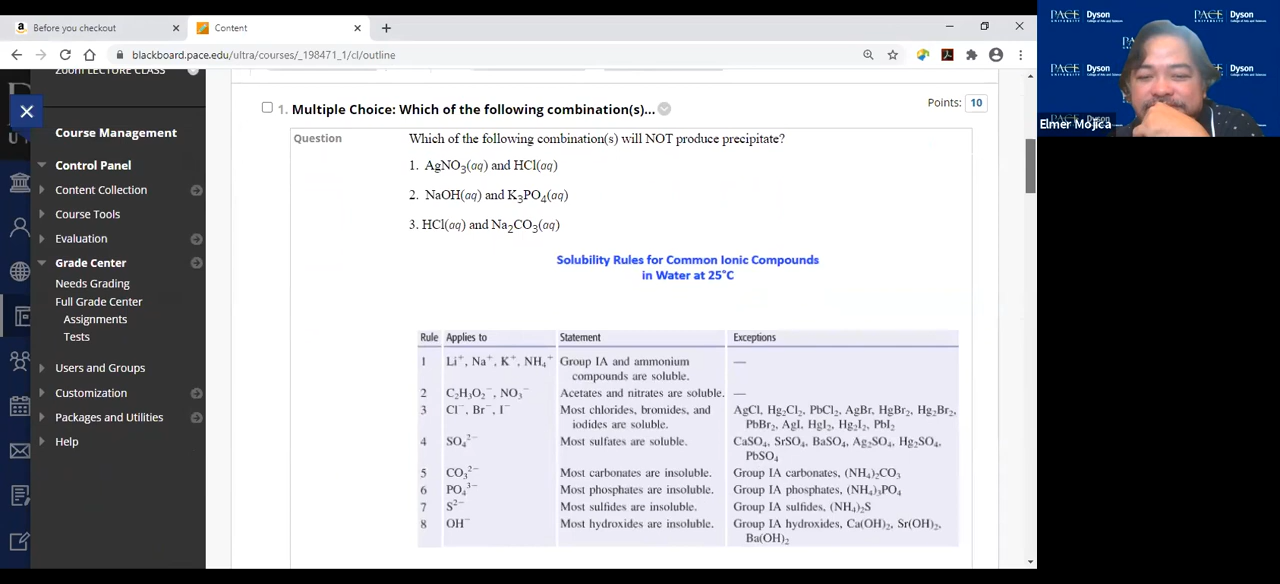 Before you checkout
Content
blackboard.pace.edu/ultra/courses/_198471_1/cl/outline
Zoom LECTURE CLASS
Course Management
Control Panel
Content Collection
Course Tools
Evaluation
Grade Center
Needs Grading
Full Grade Center
Assignments
Tests
Users and Groups
Customization
Packages and Utilities
Help
1. Multiple Choice: Which of the following combination(s)...
Points: 10
Question
Which of the following combination(s) will NOT produce precipitate?
1. AgNO₃(aq) and HCl(aq)
2. NaOH(aq) and K₃PO₄(aq)
3. HCl(aq) and Na₂CO₃(aq)
Solubility Rules for Common Ionic Compounds
in Water at 25°C
Rule Applies to Statement Exceptions
1 Li⁺, Na⁺, K⁺, NH₄⁺ Group IA and ammonium —
compounds are soluble.
2 C₂H₃O₂⁻, NO₃⁻ Acetates and nitrates are soluble. —
3 Cl⁻, Br⁻, I⁻ Most chlorides, bromides, and AgCl, Hg₂Cl₂, PbCl₂, AgBr, HgBr₂, Hg₂Br₂,
iodides are soluble. PbBr₂, AgI, HgI₂, Hg₂I₂, PbI₂
4 SO₄²⁻ Most sulfates are soluble. CaSO₄, SrSO₄, BaSO₄, Ag₂SO₄, Hg₂SO₄,
PbSO₄
5 CO₃²⁻ Most carbonates are insoluble. Group IA carbonates, (NH₄)₂CO₃
6 PO₄³⁻ Most phosphates are insoluble. Group IA phosphates, (NH₄)₃PO₄
7 S²⁻ Most sulfides are insoluble. Group IA sulfides, (NH₄)₂S
8 OH⁻ Most hydroxides are insoluble. Group IA hydroxides, Ca(OH)₂, Sr(OH)₂,
Ba(OH)₂
PACE Dyson
PACE Dyson
PACE Dyson
Dyson
Elmer Mojica